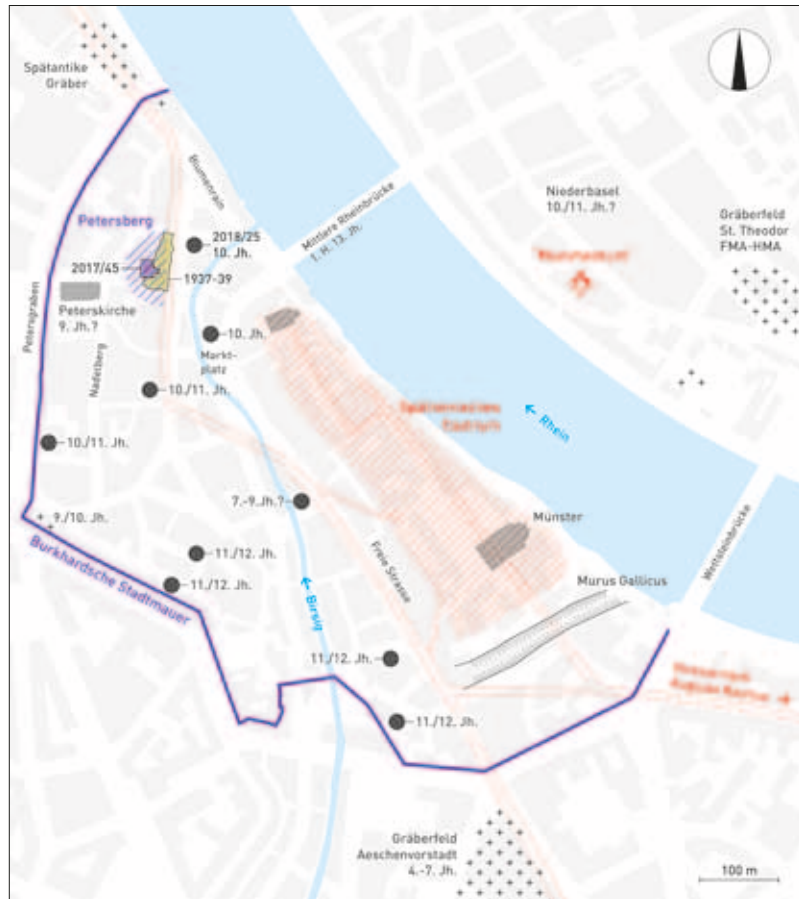 Spätantike
Gräber
Blumenrain
Mittlere Rheinbrücke
1. H. 13. Jh.
Niederbasel
10./11. Jh.?
Gräberfeld
St. Theodor
FMA-HMA
Petersberg
2018/25
10. Jh.
2017/45
1937-39
Peterskirche
9. Jh.?
Petersgraben
Nadelberg
10. Jh.
Markt-
platz
10./11. Jh.
10./11. Jh.
Rhein
7.-9. Jh.?
Münster
9./10. Jh.
Burkhardsche Stadtmauer
11./12. Jh.
11./12. Jh.
Freie Strasse
Birsig
Murus Gallicus
Wettsteinbrücke
11./12. Jh.
11./12. Jh.
Gräberfeld
Aeschenvorstadt
4.-7. Jh.
100 m